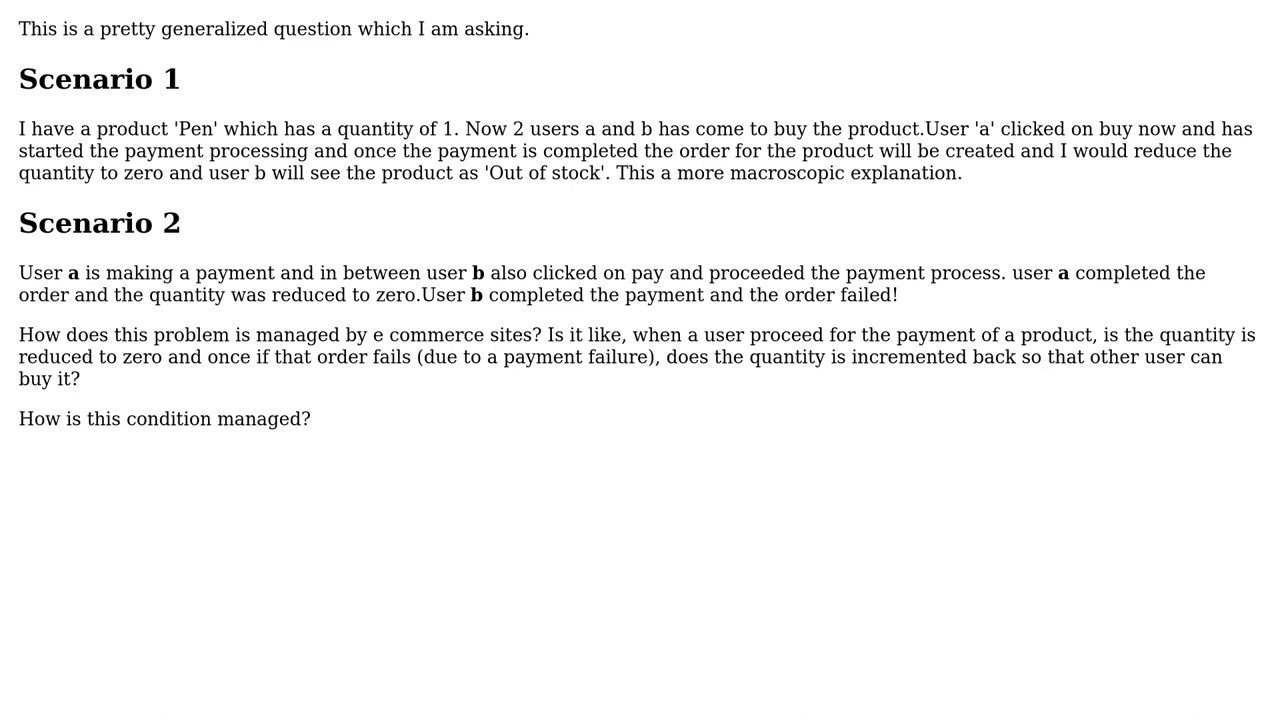 This is a pretty generalized question which I am asking.
Scenario 1
I have a product 'Pen' which has a quantity of 1. Now 2 users a and b has come to buy the product.User 'a' clicked on buy now and has
started the payment processing and once the payment is completed the order for the product will be created and I would reduce the
quantity to zero and user b will see the product as 'Out of stock'. This a more macroscopic explanation.
Scenario 2
User a is making a payment and in between user b also clicked on pay and proceeded the payment process. user a completed the
order and the quantity was reduced to zero.User b completed the payment and the order failed!
How does this problem is managed by e commerce sites? Is it like, when a user proceed for the payment of a product, is the quantity is
reduced to zero and once if that order fails (due to a payment failure), does the quantity is incremented back so that other user can
buy it?
How is this condition managed?